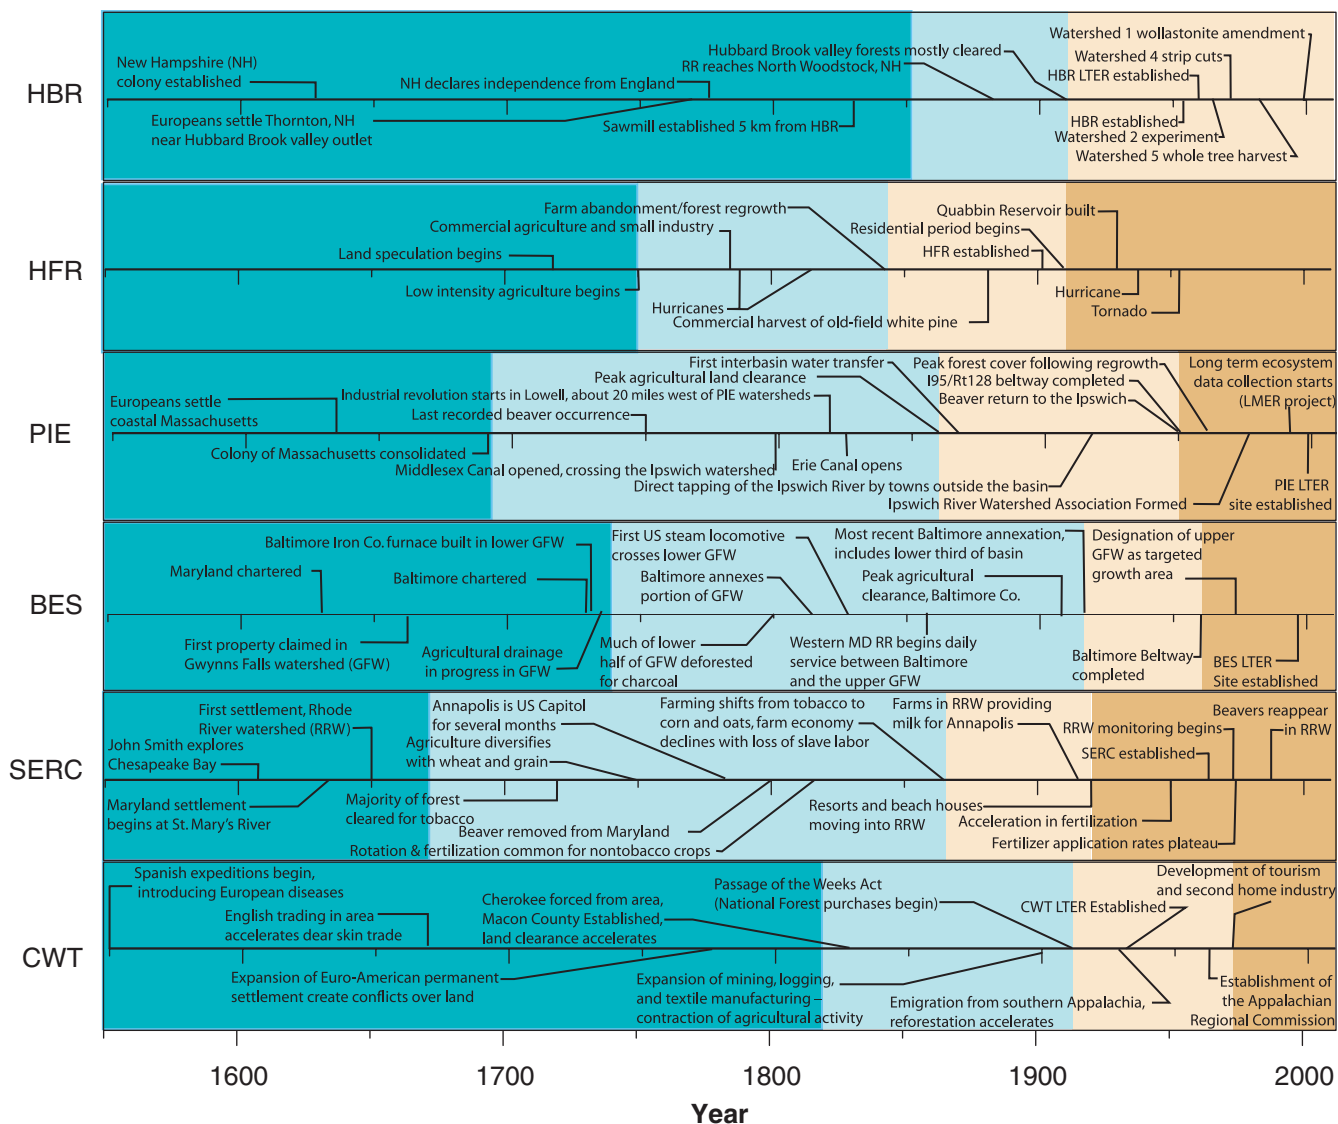 HBR
New Hampshire (NH)
colony established
NH declares independence from England
Europeans settle Thornton, NH
near Hubbard Brook valley outlet
Sawmill established 5 km from HBR
Hubbard Brook valley forests mostly cleared
RR reaches North Woodstock, NH
Watershed 1 wollastonite amendment
Watershed 4 strip cuts
HBR LTER established
HBR established
Watershed 2 experiment
Watershed 5 whole tree harvest
HFR
Farm abandonment/forest regrowth
Commercial agriculture and small industry
Land speculation begins
Low intensity agriculture begins
Hurricanes
Commercial harvest of old-field white pine
Quabbin Reservoir built
Residential period begins
HFR established
Hurricane
Tornado
PIE
Europeans settle
coastal Massachusetts
Colony of Massachusetts consolidated
First interbasin water transfer
Peak agricultural land clearance
Industrial revolution starts in Lowell, about 20 miles west of PIE watersheds
Last recorded beaver occurrence
Middlesex Canal opened, crossing the Ipswich watershed
Erie Canal opens
Direct tapping of the Ipswich River by towns outside the basin
Ipswich River Watershed Association Formed
Peak forest cover following regrowth
I95/Rt128 beltway completed
Beaver return to the Ipswich
Long term ecosystem
data collection starts
(LMER project)
PIE LTER
site established
BES
Baltimore Iron Co. furnace built in lower GFW
Maryland chartered
Baltimore chartered
First property claimed in
Gwynns Falls watershed (GFW)
Agricultural drainage
in progress in GFW
First US steam locomotive
crosses lower GFW
Baltimore annexes
portion of GFW
Much of lower
half of GFW deforested
for charcoal
Most recent Baltimore annexation,
includes lower third of basin
Peak agricultural
clearance, Baltimore Co.
Western MD RR begins daily
service between Baltimore
and the upper GFW
Designation of upper
GFW as targeted
growth area
Baltimore Beltway
completed
BES LTER
Site established
SERC
First settlement, Rhode
River watershed (RRW)
John Smith explores
Chesapeake Bay
Maryland settlement
begins at St. Mary's River
Annapolis is US Capitol
for several months
Agriculture diversifies
with wheat and grain
Majority of forest
cleared for tobacco
Beaver removed from Maryland
Rotation & fertilization common for nontobacco crops
Farming shifts from tobacco to
corn and oats, farm economy
declines with loss of slave labor
Farms in RRW providing
milk for Annapolis
Resorts and beach houses
moving into RRW
Beavers reappear
in RRW
RRW monitoring begins
SERC established
Acceleration in fertilization
Fertilizer application rates plateau
CWT
Spanish expeditions begin,
introducing European diseases
English trading in area
accelerates dear skin trade
Expansion of Euro-American permanent
settlement create conflicts over land
Cherokee forced from area,
Macon County Established,
land clearance accelerates
Passage of the Weeks Act
(National Forest purchases begin)
Expansion of mining, logging,
and textile manufacturing –
contraction of agricultural activity
CWT LTER Established
Emigration from southern Appalachia,
reforestation accelerates
Development of tourism
and second home industry
Establishment of
the Appalachian
Regional Commission
1600 1700 1800 1900 2000
Year